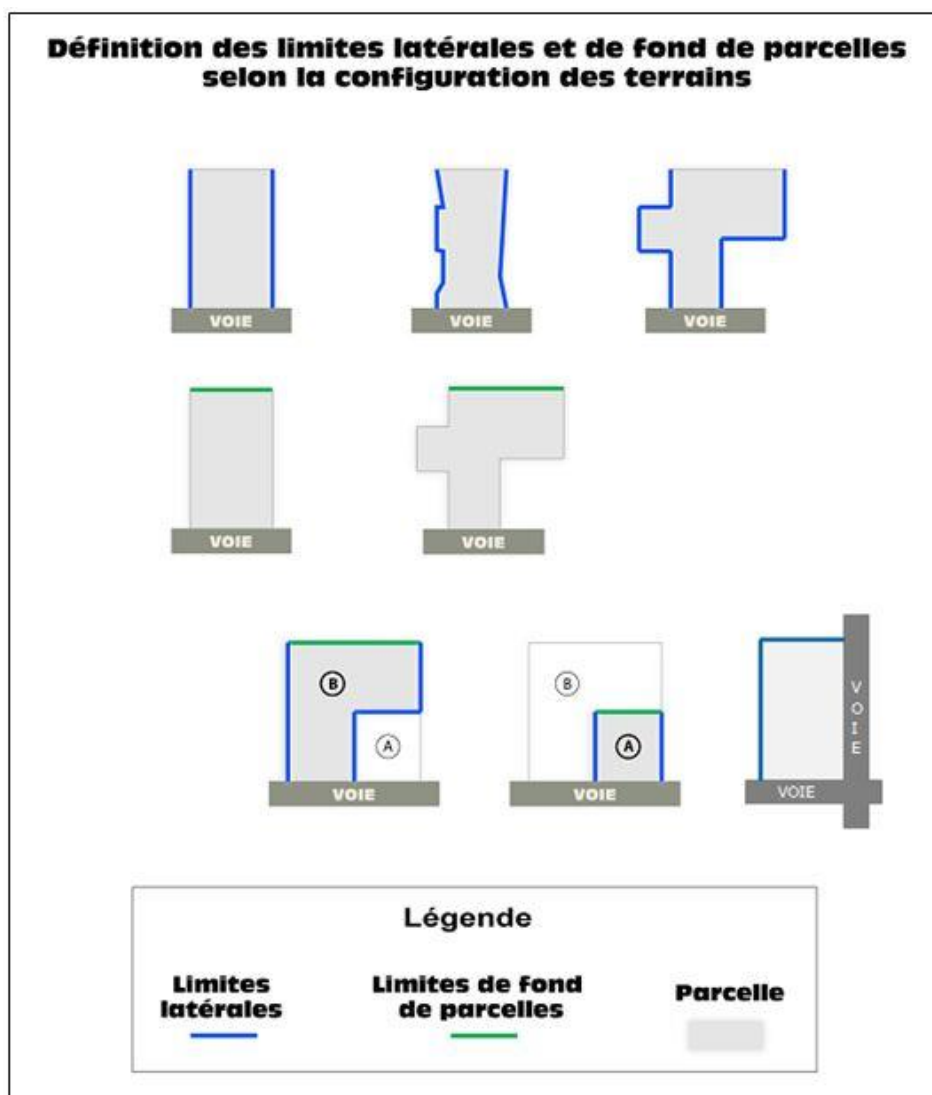 Définition des limites latérales et de fond de parcelles
selon la configuration des terrains
VOIE
VOIE
VOIE
VOIE
VOIE
B
A
VOIE
B
A
VOIE
VOIE
VOIE
Légende
Limites
latérales
Limites de fond
de parcelles
Parcelle